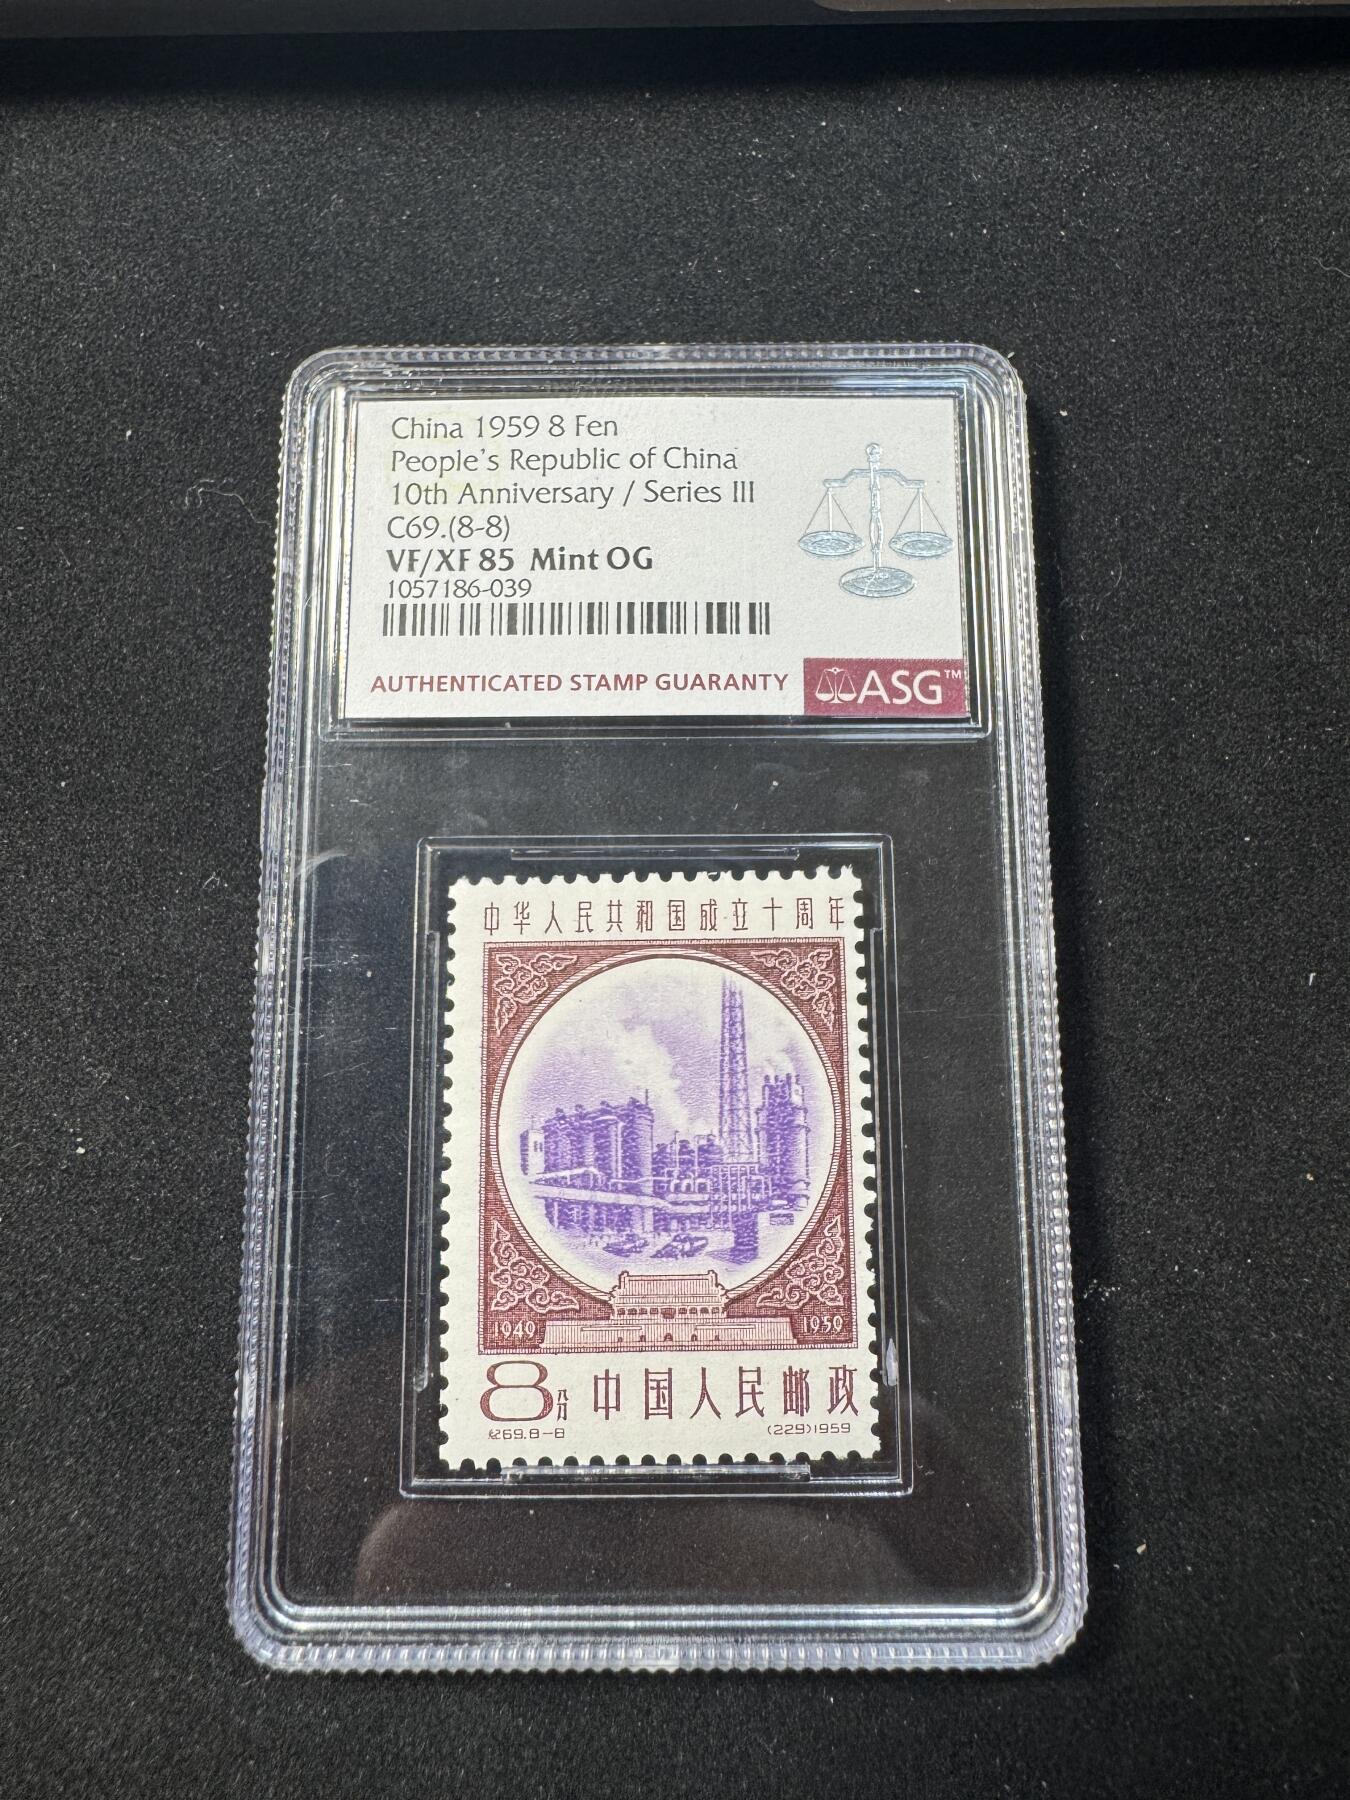 China 1959 8 Fen
People's Republic of China
10th Anniversary / Series III
C69.(8-8)
VF/XF 85 Mint OG
1057186-039
AUTHENTICATED STAMP GUARANTY
ASG™
中华人民共和国成立十周年
1949 1959
8八分 中国人民邮政
纪69.8-8 (229)1959